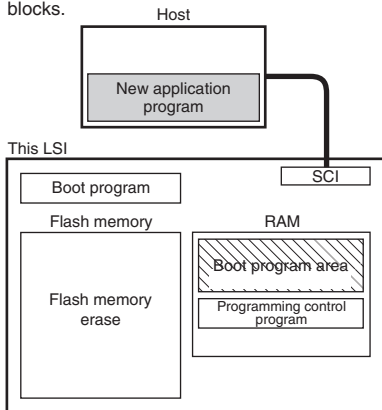 blocks.
Host
New application
program
This LSI
SCI
Boot program
Flash memory
RAM
Flash memory
erase
Boot program area
Programming control
program